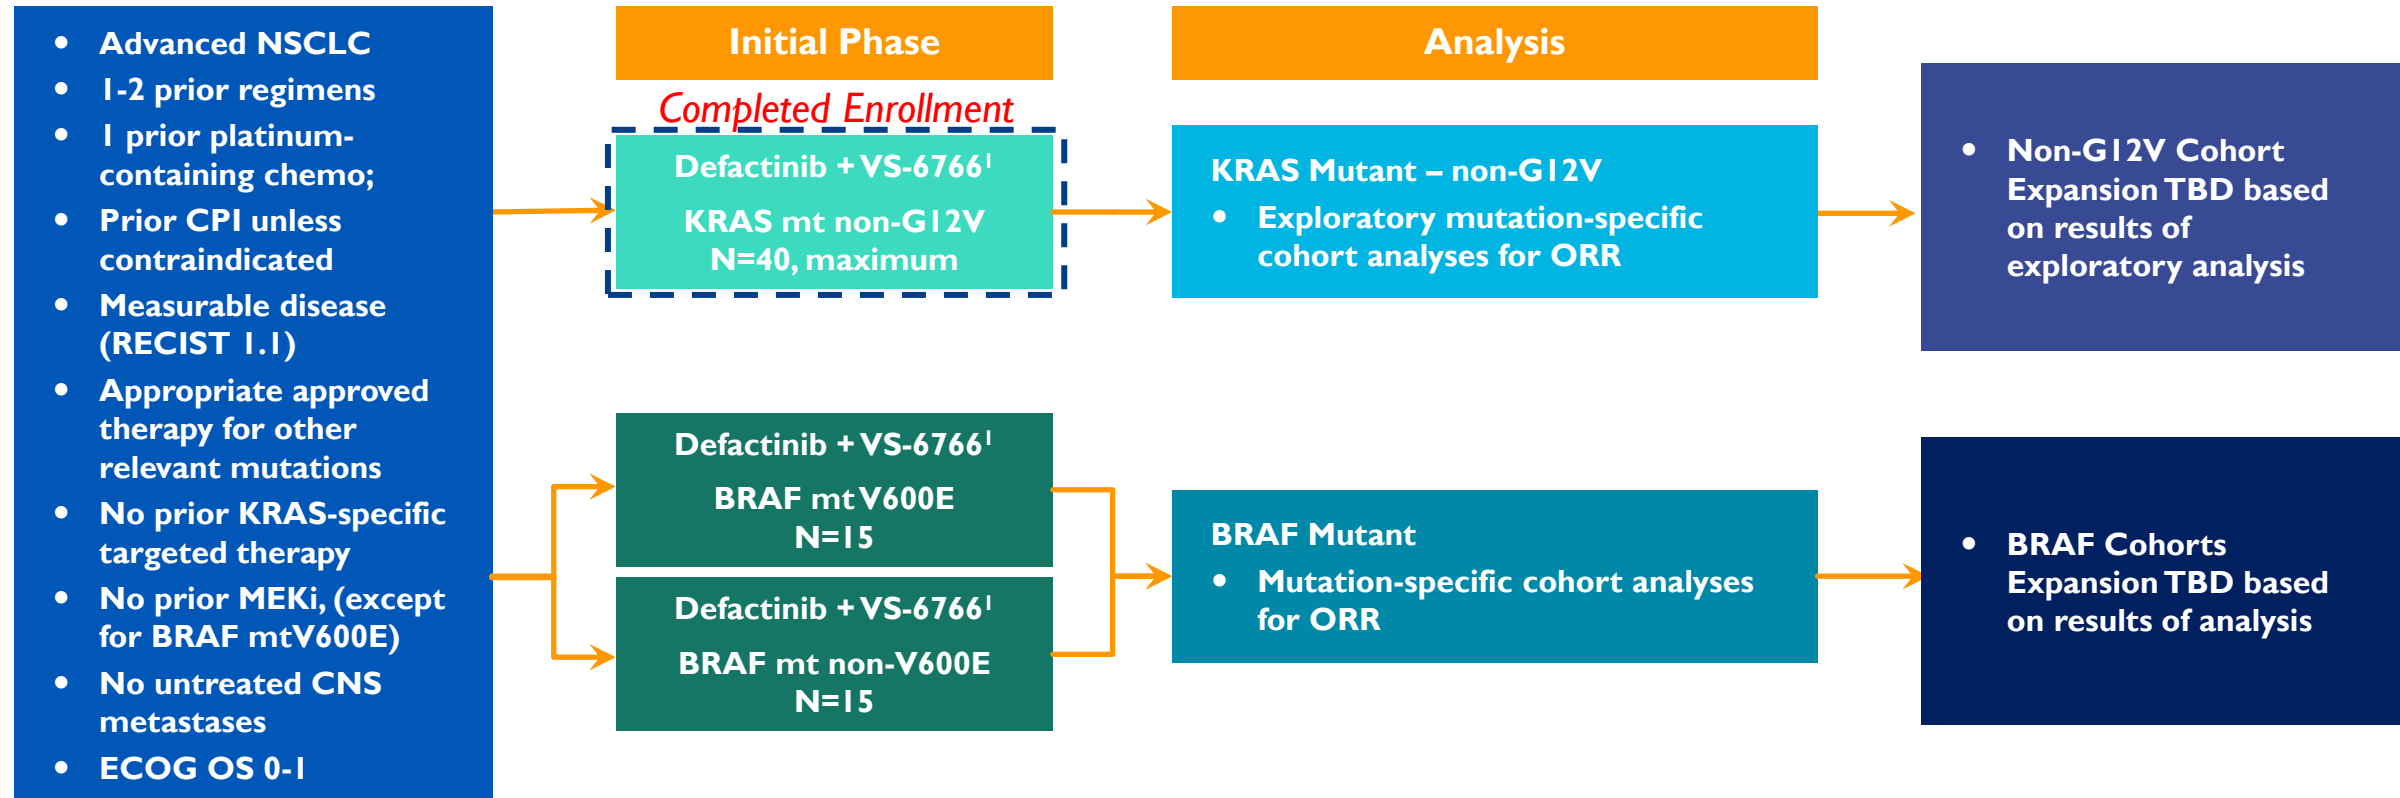 • Advanced NSCLC
• 1-2 prior regimens
• 1 prior platinum-
containing chemo;
• Prior CPI unless
contraindicated
• Measurable disease
(RECIST 1.1)
• Appropriate approved
therapy for other
relevant mutations
• No prior KRAS-specific
targeted therapy
• No prior MEKi, (except
for BRAF mtV600E)
• No untreated CNS
metastases
• ECOG OS 0-1
Initial Phase
Completed Enrollment
Defactinib + VS-6766¹
KRAS mt non-G12V
N=40, maximum
Defactinib + VS-6766¹
BRAF mt V600E
N=15
Defactinib + VS-6766¹
BRAF mt non-V600E
N=15
Analysis
KRAS Mutant – non-G12V
• Exploratory mutation-specific
cohort analyses for ORR
BRAF Mutant
• Mutation-specific cohort analyses
for ORR
• Non-G12V Cohort
Expansion TBD based
on results of
exploratory analysis
• BRAF Cohorts
Expansion TBD based
on results of analysis